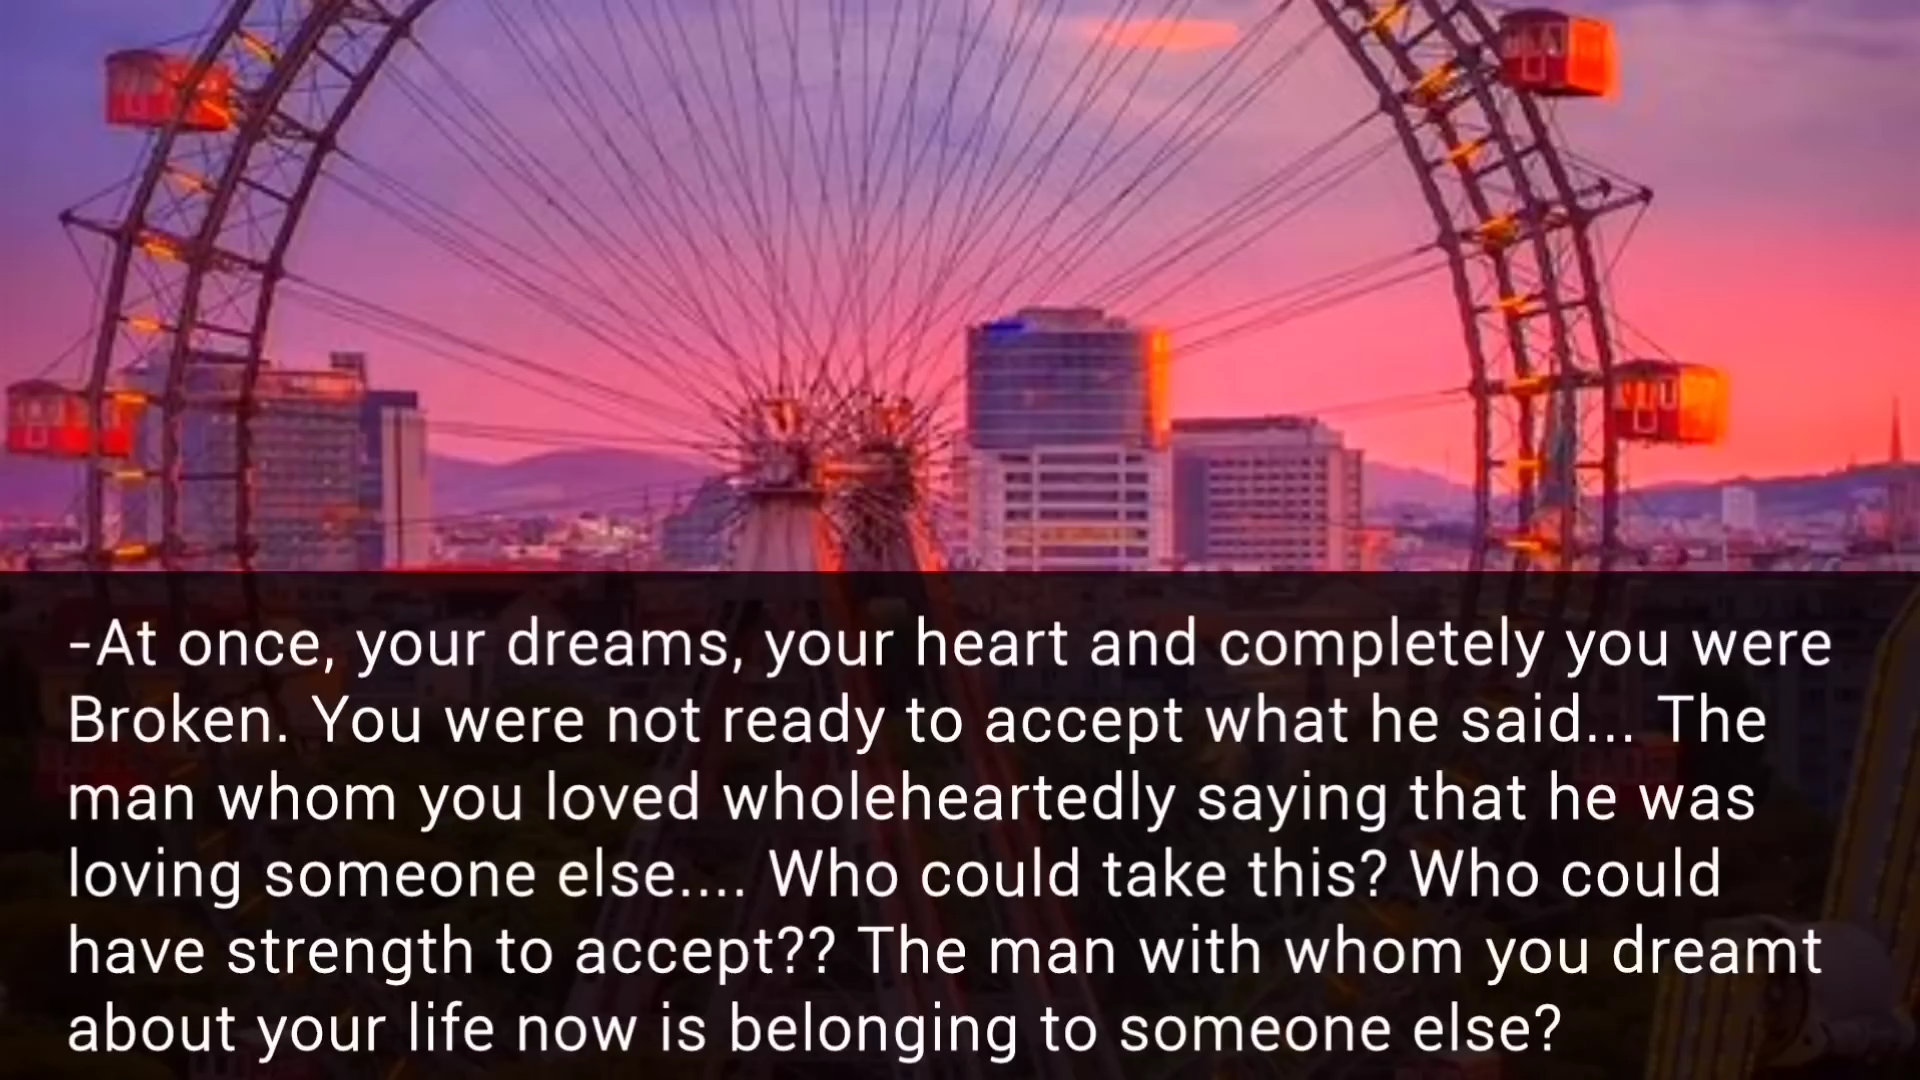 -At once, your dreams, your heart and completely you were
Broken. You were not ready to accept what he said... The
man whom you loved wholeheartedly saying that he was
loving someone else.... Who could take this? Who could
have strength to accept?? The man with whom you dreamt
about your life now is belonging to someone else?